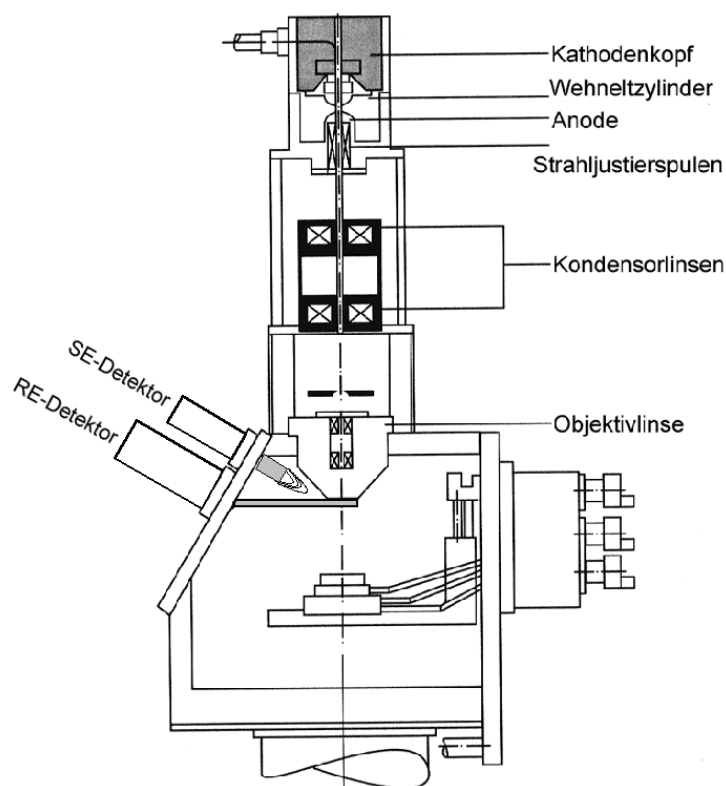 Kathodenkopf
Wehneltzylinder
Anode
Strahljustierspulen
Kondensorlinsen
SE-Detektor
RE-Detektor
Objektivlinse